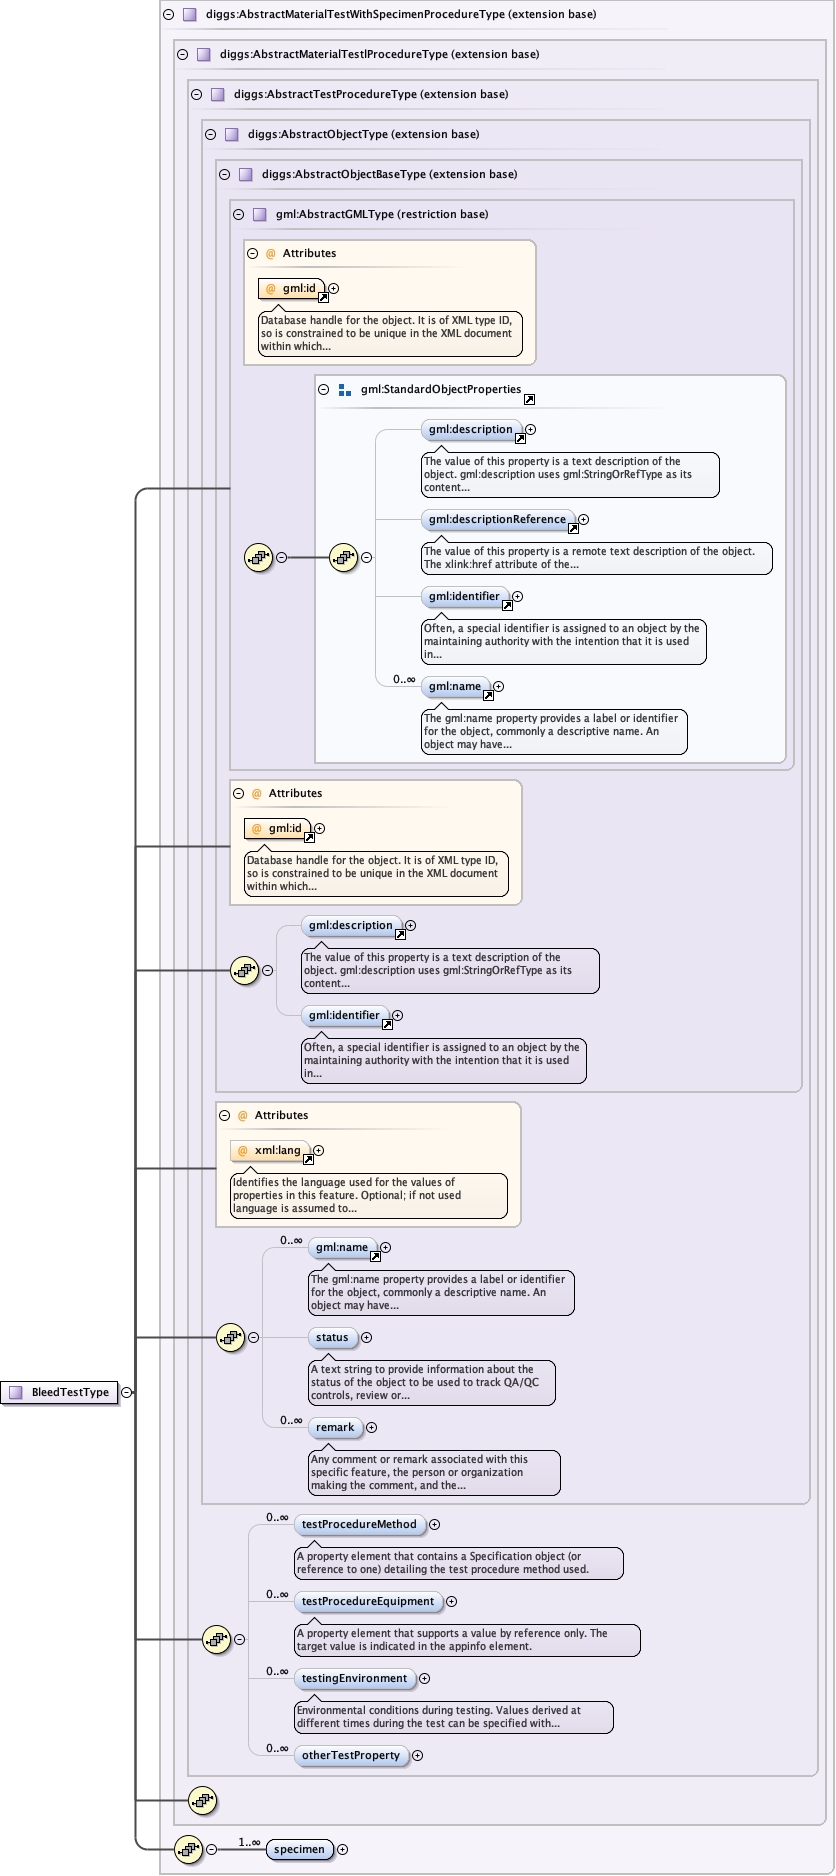 diggs:AbstractMaterialTestWithSpecimenProcedureType (extension base)
diggs:AbstractMaterialTestIProcedureType (extension base)
diggs:AbstractTestProcedureType (extension base)
diggs:AbstractObjectType (extension base)
diggs:AbstractObjectBaseType (extension base)
gml:AbstractGMLType (restriction base)
@ Attributes
@ gml:id
Database handle for the object. It is of XML type ID,
so is constrained to be unique in the XML document
within which...
gml:StandardObjectProperties
gml:description
The value of this property is a text description of the
object. gml:description uses gml:StringOrRefType as its
content...
gml:descriptionReference
The value of this property is a remote text description of the object.
The xlink:href attribute of the...
gml:identifier
Often, a special identifier is assigned to an object by the
maintaining authority with the intention that it is used
in...
0..∞ gml:name
The gml:name property provides a label or identifier
for the object, commonly a descriptive name. An
object may have...
@ Attributes
@ gml:id
Database handle for the object. It is of XML type ID,
so is constrained to be unique in the XML document
within which...
gml:description
The value of this property is a text description of the
object. gml:description uses gml:StringOrRefType as its
content...
gml:identifier
Often, a special identifier is assigned to an object by the
maintaining authority with the intention that it is used
in...
@ Attributes
@ xml:lang
Identifies the language used for the values of
properties in this feature. Optional; if not used
language is assumed to...
0..∞ gml:name
The gml:name property provides a label or identifier
for the object, commonly a descriptive name. An
object may have...
status
A text string to provide information about the
status of the object to be used to track QA/QC
controls, review or...
BleedTestType
0..∞ remark
Any comment or remark associated with this
specific feature, the person or organization
making the comment, and the...
0..∞ testProcedureMethod
A property element that contains a Specification object (or
reference to one) detailing the test procedure method used.
0..∞ testProcedureEquipment
A property element that supports a value by reference only. The
target value is indicated in the appinfo element.
0..∞ testingEnvironment
Environmental conditions during testing. Values derived at
different times during the test can be specified with...
0..∞ otherTestProperty
1..∞ specimen